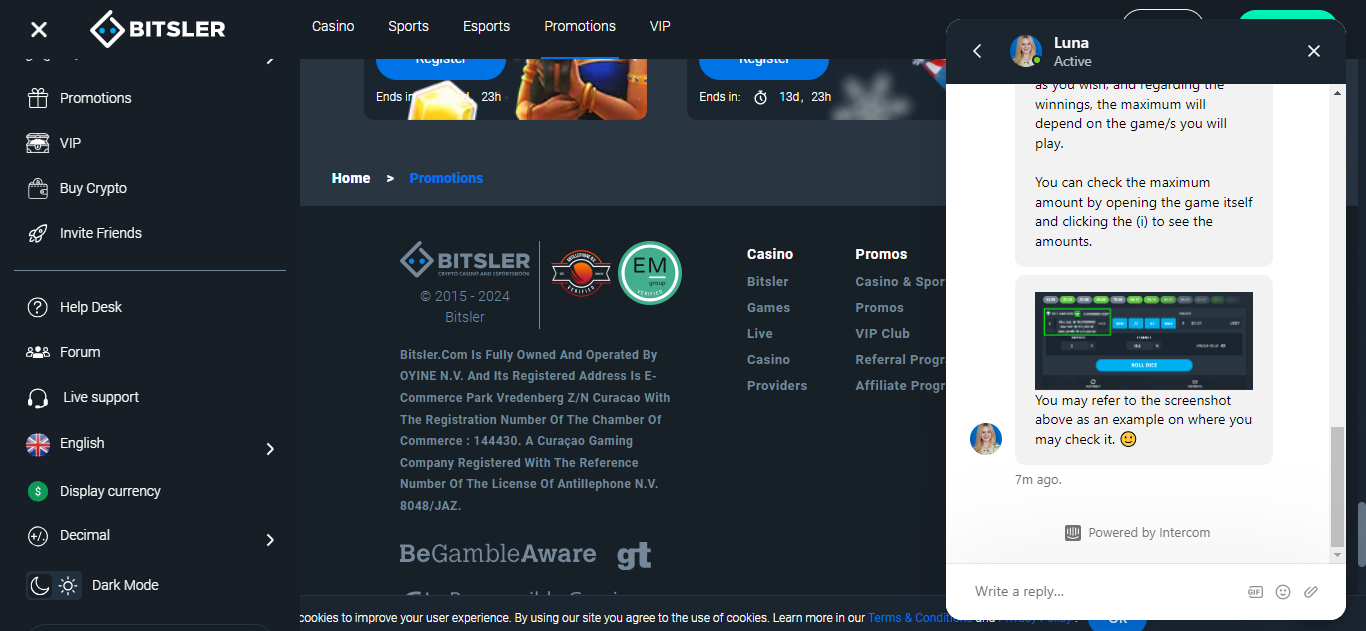 BITSLER
Casino
Sports
Esports
Promotions
VIP
Promotions
VIP
Buy Crypto
Invite Friends
Help Desk
Forum
Live support
English
$
Display currency
+/-
Decimal
Dark Mode
Register
Ends in
d, 23h
Register
Ends in: 13d, 23h
Home > Promotions
BITSLER
CRYPTO CASINO AND ESPORTSBOOK
© 2015 - 2024
Bitsler
VERIFIED
EM
group
VERIFIED
Bitsler.Com Is Fully Owned And Operated By
OYINE N.V. And Its Registered Address Is E-
Commerce Park Vredenberg Z/N Curacao With
The Registration Number Of The Chamber Of
Commerce : 144430. A Curaçao Gaming
Company Registered With The Reference
Number Of The License Of Antillephone N.V.
8048/JAZ.
BeGambleAware gt
Casino
Bitsler
Games
Live
Casino
Providers
Promos
Casino & Spor
Promos
VIP Club
Referral Progr
Affiliate Progr
cookies to improve your user experience. By using our site you agree to the use of cookies. Learn more in our Terms & Conditions and Privacy Policy.
OK
Luna
Active
as you wish, and regarding the
winnings, the maximum will
depend on the game/s you will
play.
You can check the maximum
amount by opening the game itself
and clicking the (i) to see the
amounts.
ROLL DICE
You may refer to the screenshot
above as an example on where you
may check it.
7m ago.
Powered by Intercom
Write a reply...
GIF